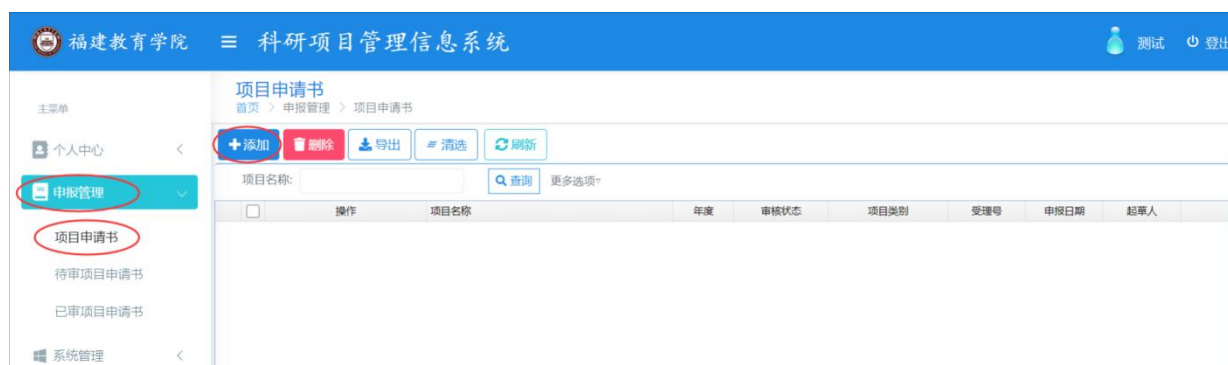 福建教育学院 科研项目管理信息系统 测试 登出
主菜单
个人中心
申报管理
项目申请书
待审项目申请书
已审项目申请书
系统管理
项目申请书
首页 > 申报管理 > 项目申请书
添加 删除 导出 清选 刷新
项目名称: 查询 更多选项
操作 项目名称 年度 审核状态 项目类别 受理号 申报日期 起草人